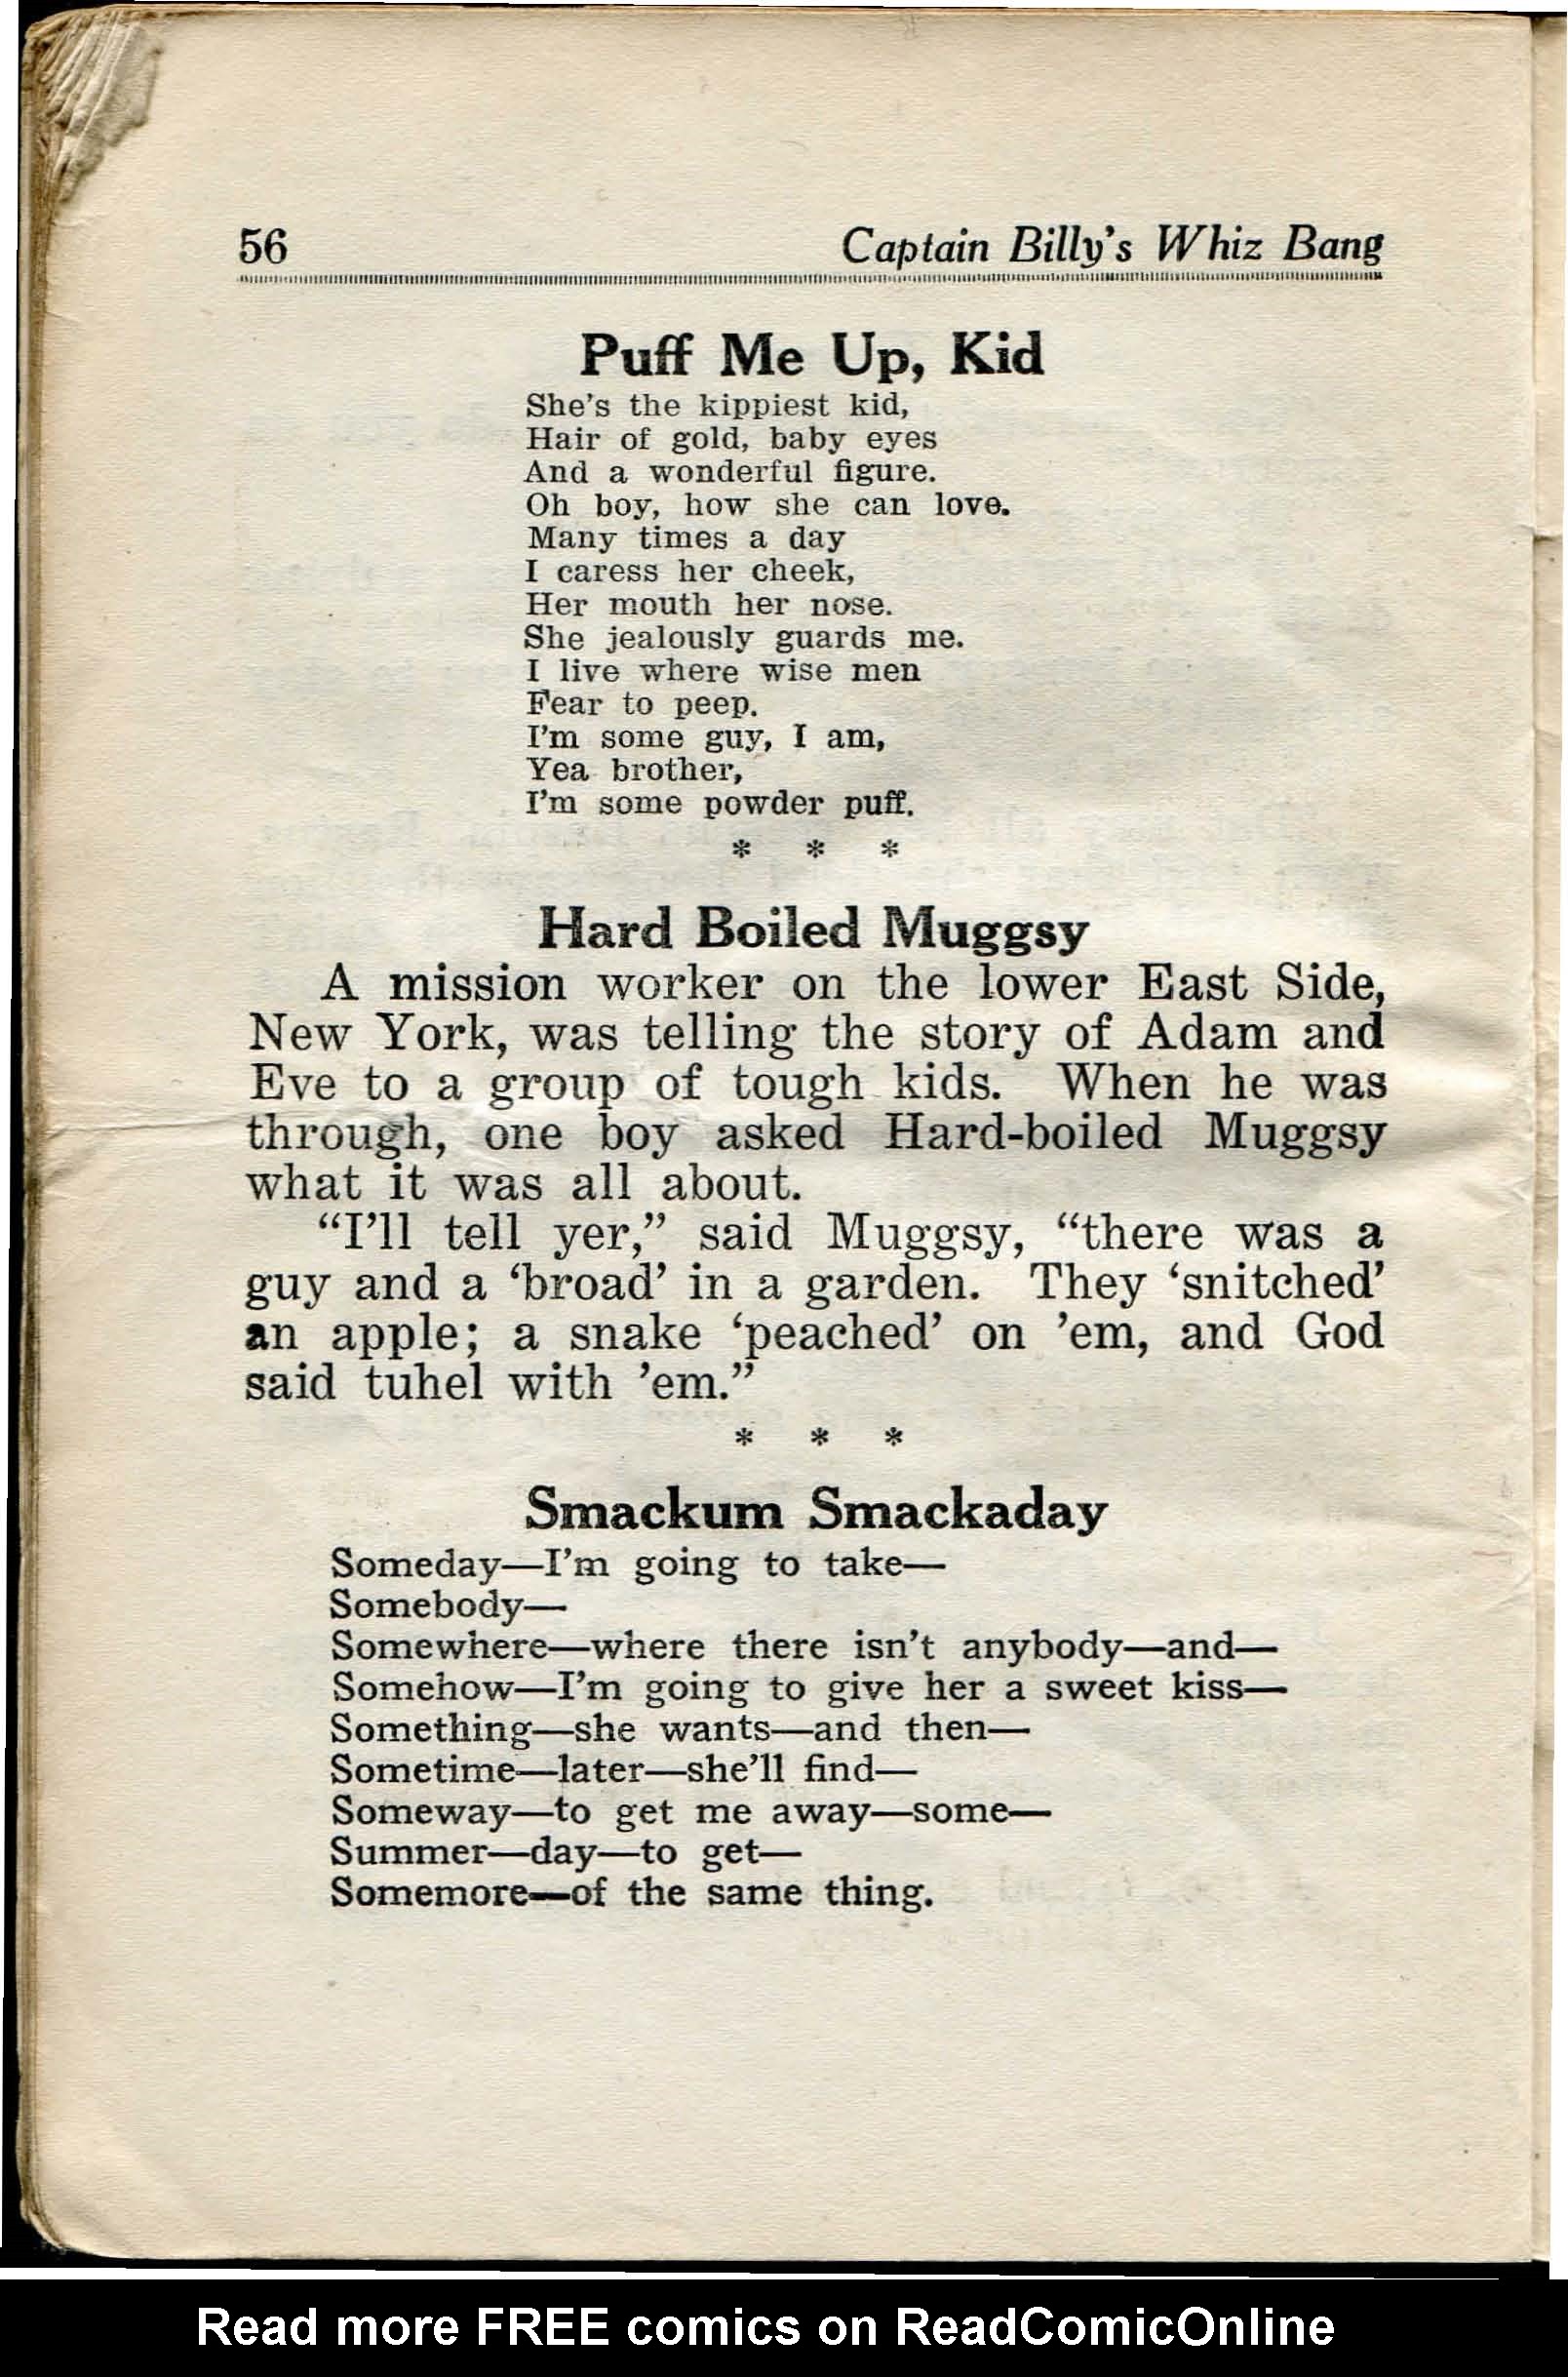 56 Captain Billy's Whiz Bang
Puff Me Up, Kid
She's the kippiest kid,
Hair of gold, baby eyes
And a wonderful figure.
Oh boy, how she can love.
Many times a day
I caress her cheek,
Her mouth her nose.
She jealously guards me.
I live where wise men
Fear to peep.
I'm some guy, I am,
Yea brother,
I'm some powder puff.
* * *
Hard Boiled Muggsy
A mission worker on the lower East Side,
New York, was telling the story of Adam and
Eve to a group of tough kids. When he was
through, one boy asked Hard-boiled Muggsy
what it was all about.
“I'll tell yer,” said Muggsy, “there was a
guy and a ‘broad’ in a garden. They ‘snitched’
an apple; a snake ‘peached’ on ’em, and God
said tuhel with ’em.”
* * *
Smackum Smackaday
Someday—I'm going to take—
Somebody—
Somewhere—where there isn't anybody—and—
Somehow—I'm going to give her a sweet kiss—
Something—she wants—and then—
Sometime—later—she'll find—
Someway—to get me away—some—
Summer—day—to get—
Somemore—of the same thing.
Read more FREE comics on ReadComicOnline